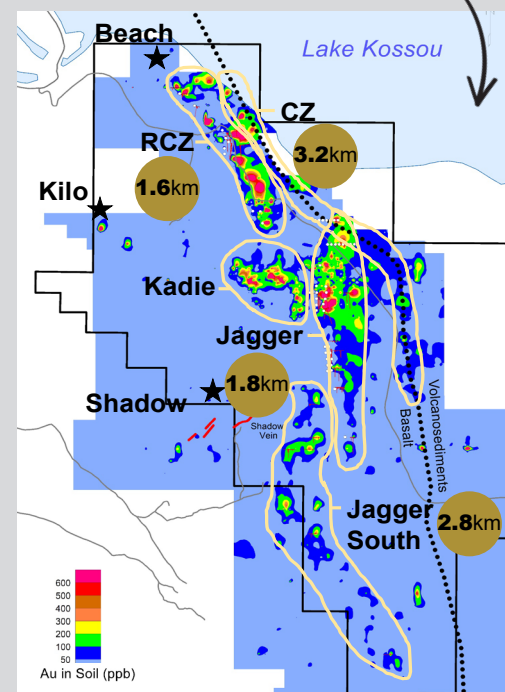 Beach
Lake Kossou
CZ
RCZ
3.2km
1.6km
Kilo
Kadie
Jagger
1.8km
Shadow
Shadow
Vein
Volcanosediments
Basalt
Jagger
South
2.8km
600
500
400
300
200
100
50
Au in Soil (ppb)